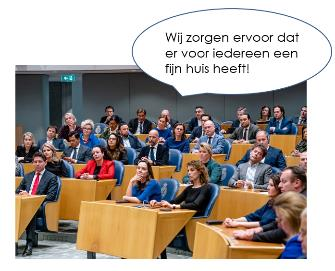 Wij zorgen ervoor dat
er voor iedereen een
fijn huis heeft!